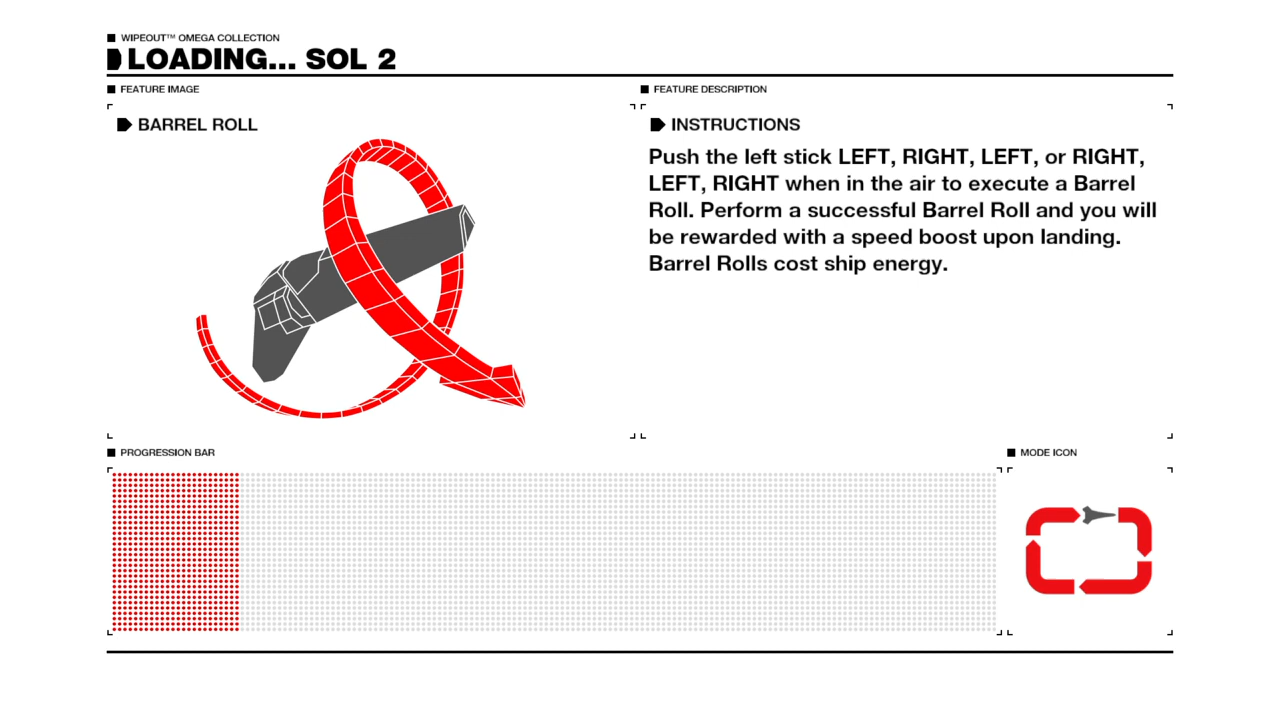 WIPEOUT™ OMEGA COLLECTION
LOADING... SOL 2
FEATURE IMAGE
BARREL ROLL
FEATURE DESCRIPTION
INSTRUCTIONS
Push the left stick LEFT, RIGHT, LEFT, or RIGHT,
LEFT, RIGHT when in the air to execute a Barrel
Roll. Perform a successful Barrel Roll and you will
be rewarded with a speed boost upon landing.
Barrel Rolls cost ship energy.
PROGRESSION BAR
MODE ICON